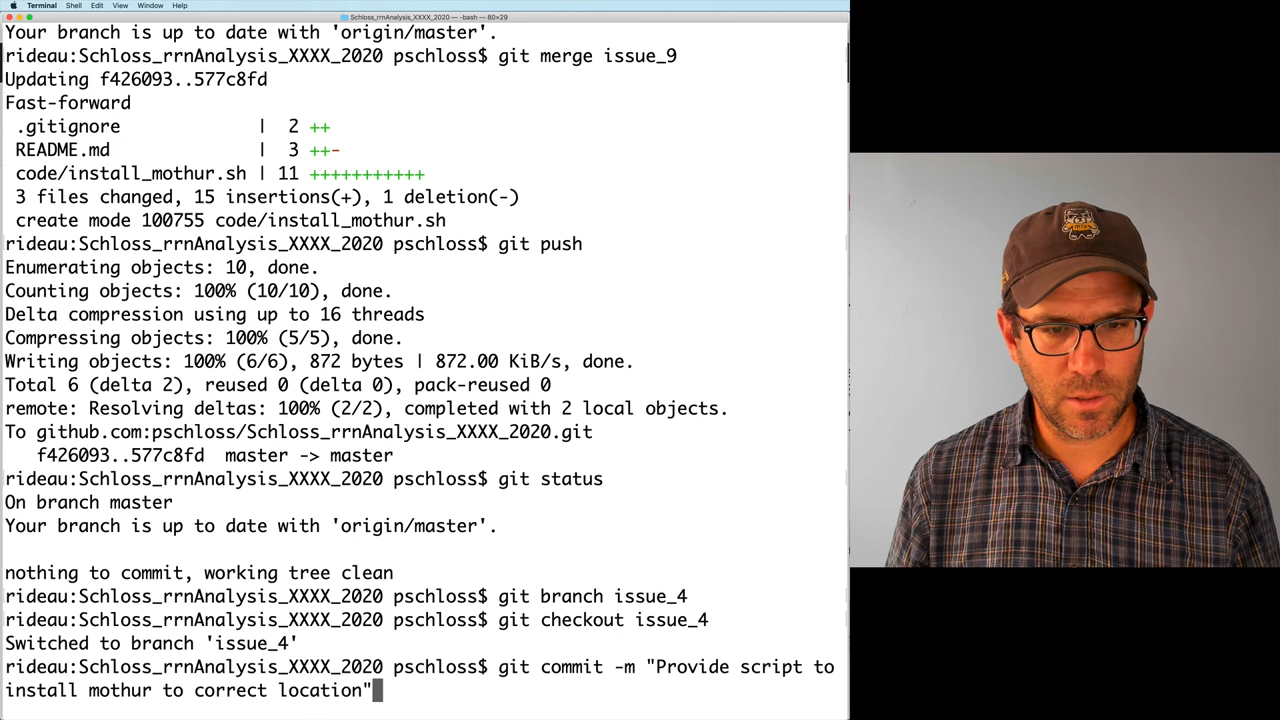 Terminal Shell Edit View Window Help
Schloss_rrnAnalysis_XXXX_2020 — -bash — 80×29
Your branch is up to date with 'origin/master'.
rideau:Schloss_rrnAnalysis_XXXX_2020 pschloss$ git merge issue_9
Updating f426093..577c8fd
Fast-forward
.gitignore | 2 ++
README.md | 3 ++-
code/install_mothur.sh | 11 +++++++++++
3 files changed, 15 insertions(+), 1 deletion(-)
create mode 100755 code/install_mothur.sh
rideau:Schloss_rrnAnalysis_XXXX_2020 pschloss$ git push
Enumerating objects: 10, done.
Counting objects: 100% (10/10), done.
Delta compression using up to 16 threads
Compressing objects: 100% (5/5), done.
Writing objects: 100% (6/6), 872 bytes | 872.00 KiB/s, done.
Total 6 (delta 2), reused 0 (delta 0), pack-reused 0
remote: Resolving deltas: 100% (2/2), completed with 2 local objects.
To github.com:pschloss/Schloss_rrnAnalysis_XXXX_2020.git
f426093..577c8fd master -> master
rideau:Schloss_rrnAnalysis_XXXX_2020 pschloss$ git status
On branch master
Your branch is up to date with 'origin/master'.
nothing to commit, working tree clean
rideau:Schloss_rrnAnalysis_XXXX_2020 pschloss$ git branch issue_4
rideau:Schloss_rrnAnalysis_XXXX_2020 pschloss$ git checkout issue_4
Switched to branch 'issue_4'
rideau:Schloss_rrnAnalysis_XXXX_2020 pschloss$ git commit -m "Provide script to
install mothur to correct location"